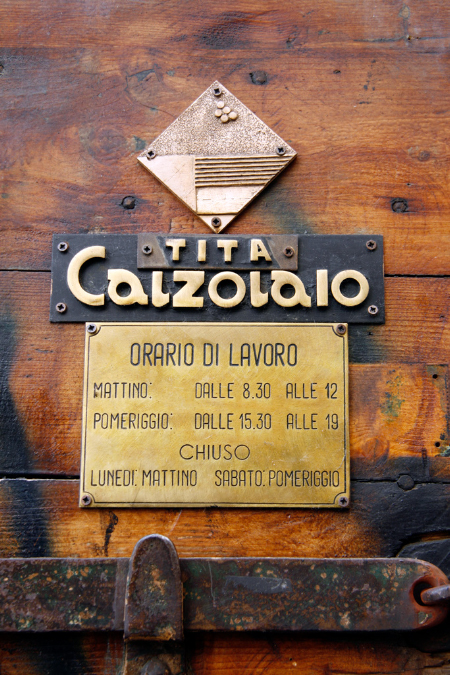 TITA
Calzolaio
ORARIO DI LAVORO
MATTINO: DALLE 8.30 ALLE 12
POMERIGGIO: DALLE 15.30 ALLE 19
CHIUSO
LUNEDI: MATTINO SABATO: POMERIGGIO